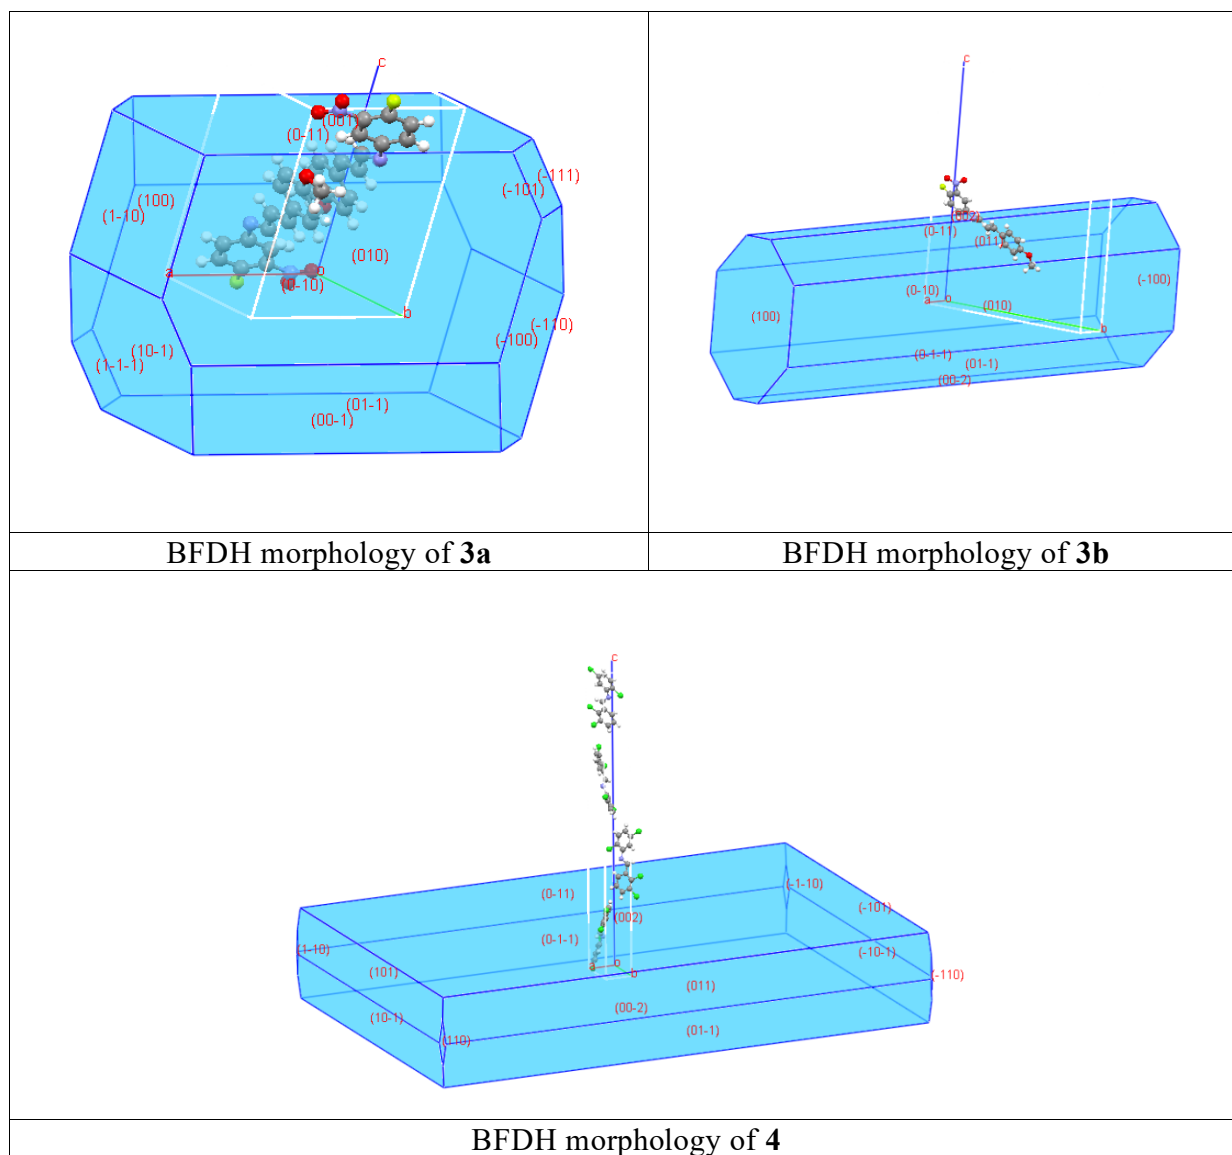 c
(001)
(0-11)
(-111)
(-101)
(100)
(1-10)
(010)
a
o
(0-10)
b
(-110)
(-100)
(10-1)
(1-1-1)
(01-1)
(00-1)
BFDH morphology of 3a
c
(002)
(0-11)
(011)
(-100)
(0-10)
a
o
(010)
(100)
b
(0-1-1)
(01-1)
(00-2)
BFDH morphology of 3b
c
(-1-10)
(0-11)
(-101)
(002)
(0-1-1)
(1-10)
(-10-1)
(101)
o
b
(-110)
(011)
(00-2)
(10-1)
(01-1)
(110)
BFDH morphology of 4